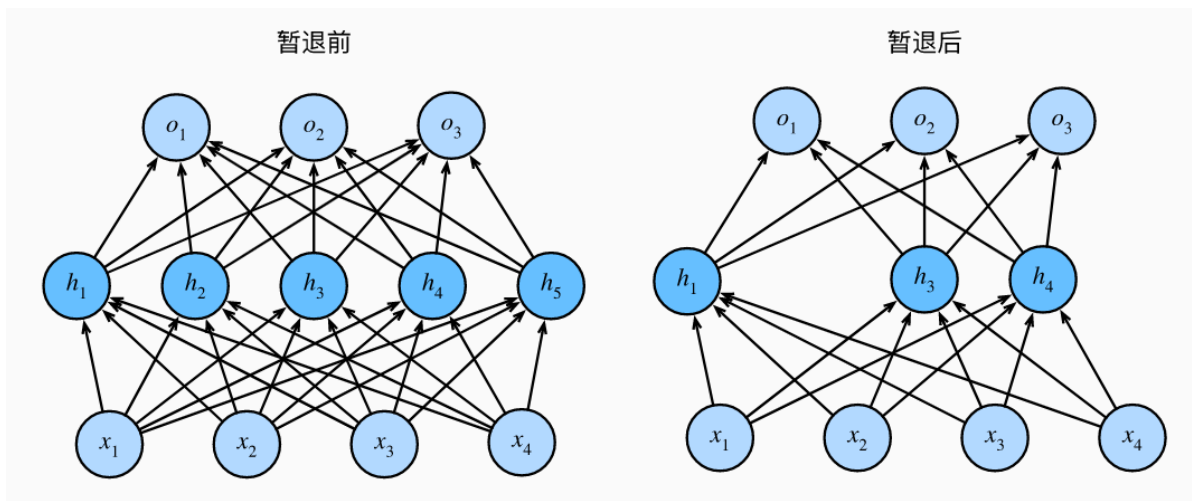 暂退前
暂退后
o₁ o₂ o₃
o₁ o₂ o₃
h₁ h₂ h₃ h₄ h₅
h₁ h₃ h₄
x₁ x₂ x₃ x₄
x₁ x₂ x₃ x₄